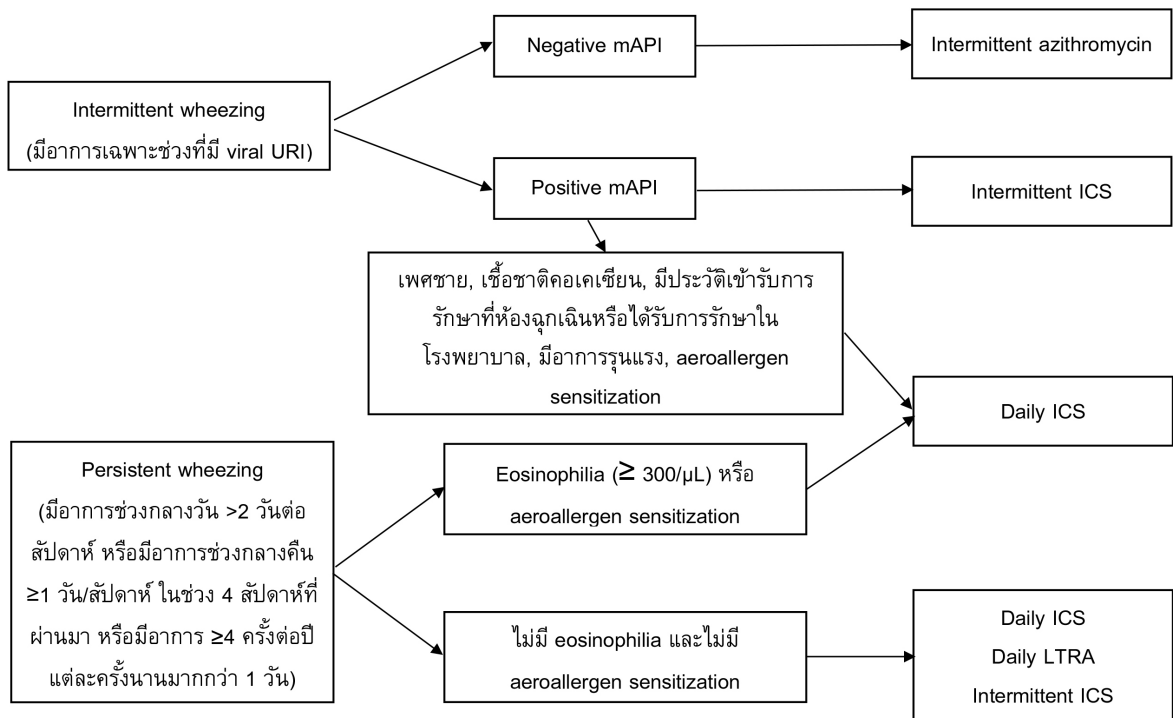 Negative mAPI
Intermittent azithromycin
Intermittent wheezing
(มีอาการเฉพาะช่วงที่มี viral URI)
Positive mAPI
Intermittent ICS
เพศชาย, เชื้อชาติคอเคเซียน, มีประวัติเข้ารับการ
รักษาที่ห้องฉุกเฉินหรือได้รับการรักษาใน
โรงพยาบาล, มีอาการรุนแรง, aeroallergen
sensitization
Daily ICS
Persistent wheezing
(มีอาการช่วงกลางวัน >2 วันต่อ
สัปดาห์ หรือมีอาการช่วงกลางคืน
≥1 วัน/สัปดาห์ ในช่วง 4 สัปดาห์ที่
ผ่านมา หรือมีอาการ ≥4 ครั้งต่อปี
แต่ละครั้งนานมากกว่า 1 วัน)
Eosinophilia (≥ 300/µL) หรือ
aeroallergen sensitization
ไม่มี eosinophilia และไม่มี
aeroallergen sensitization
Daily ICS
Daily LTRA
Intermittent ICS